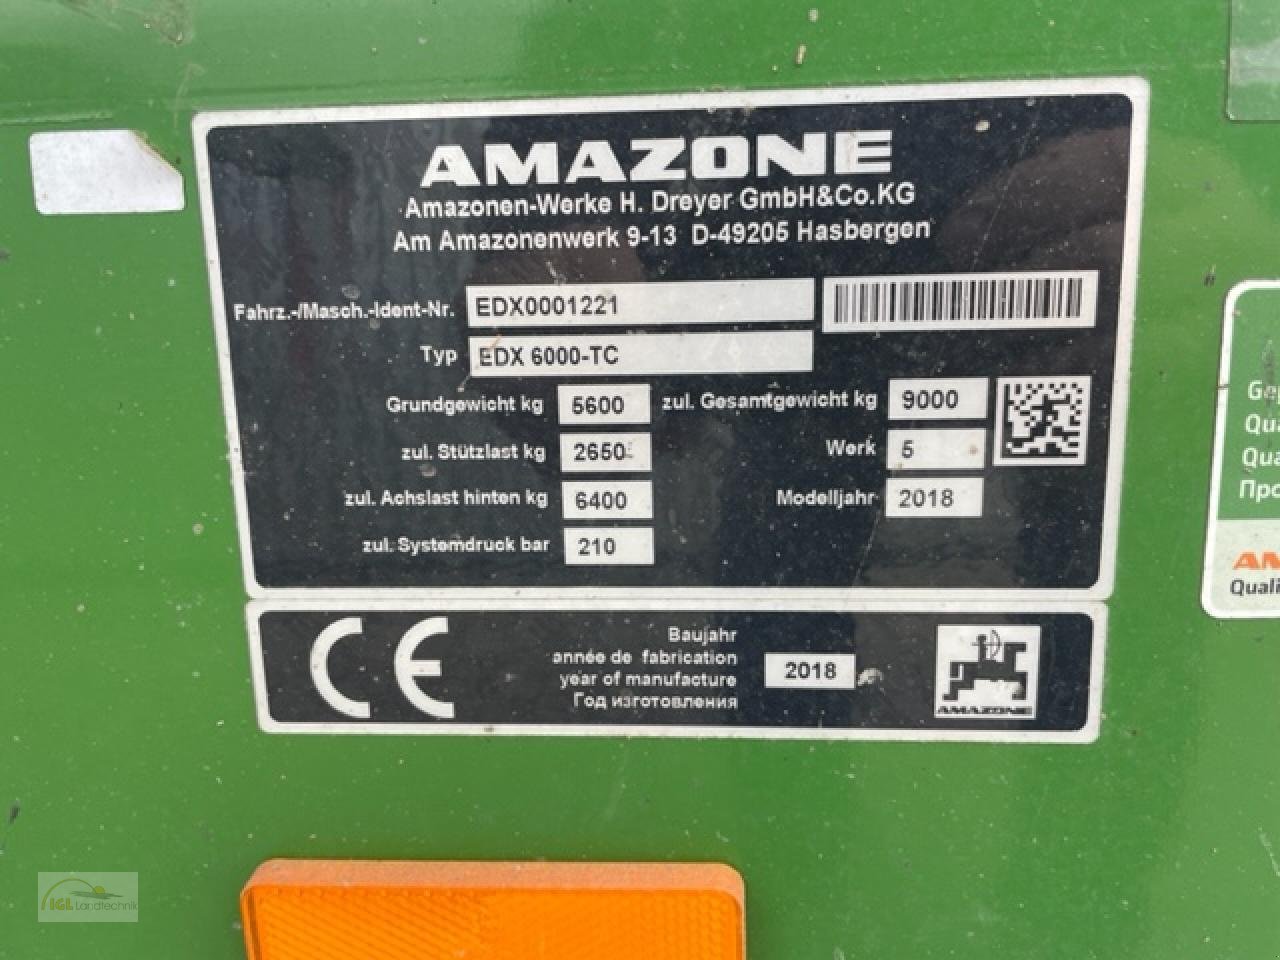 AMAZONE
Amazonen-Werke H. Dreyer GmbH&Co.KG
Am Amazonenwerk 9-13 D-49205 Hasbergen
Fahrz.-/Masch.-Ident-Nr. EDX0001221
Typ EDX 6000-TC
Grundgewicht kg 5600 zul. Gesamtgewicht kg 9000
zul. Stützlast kg 2650 Werk 5
zul. Achslast hinten kg 6400 Modelljahr 2018
zul. Systemdruck bar 210
CE
Baujahr
année de fabrication
year of manufacture 2018
Год изготовления
AMAZONE
IGL Landtechnik